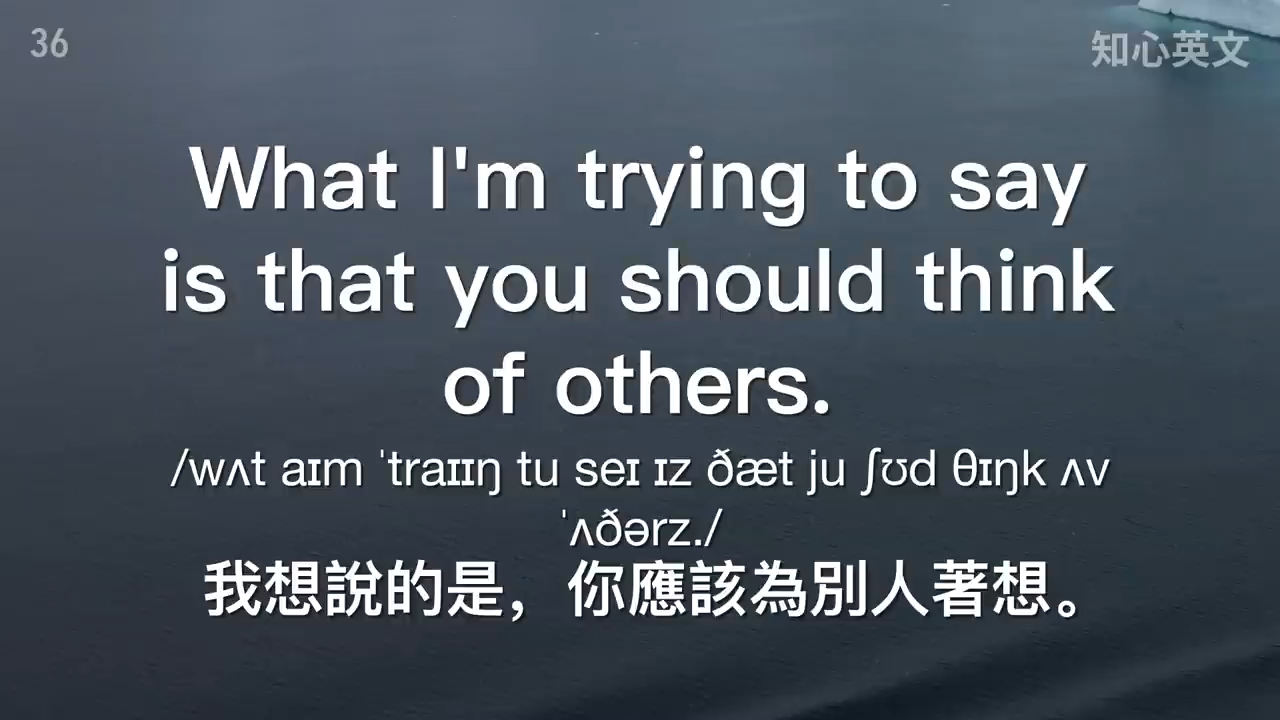 36
知心英文
What I'm trying to say
is that you should think
of others.
/wʌt aɪm ˈtraɪɪŋ tu seɪ ɪz ðæt ju ʃʊd θɪŋk ʌv
ˈʌðərz./
我想說的是，你應該為別人著想。